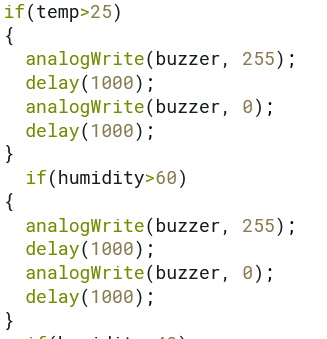 if(temp>25)
{
  analogWrite(buzzer, 255);
  delay(1000);
  analogWrite(buzzer, 0);
  delay(1000);
}
  if(humidity>60)
{
  analogWrite(buzzer, 255);
  delay(1000);
  analogWrite(buzzer, 0);
  delay(1000);
}